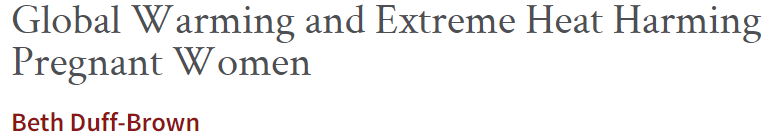 Global Warming and Extreme Heat Harming
Pregnant Women
Beth Duff-Brown